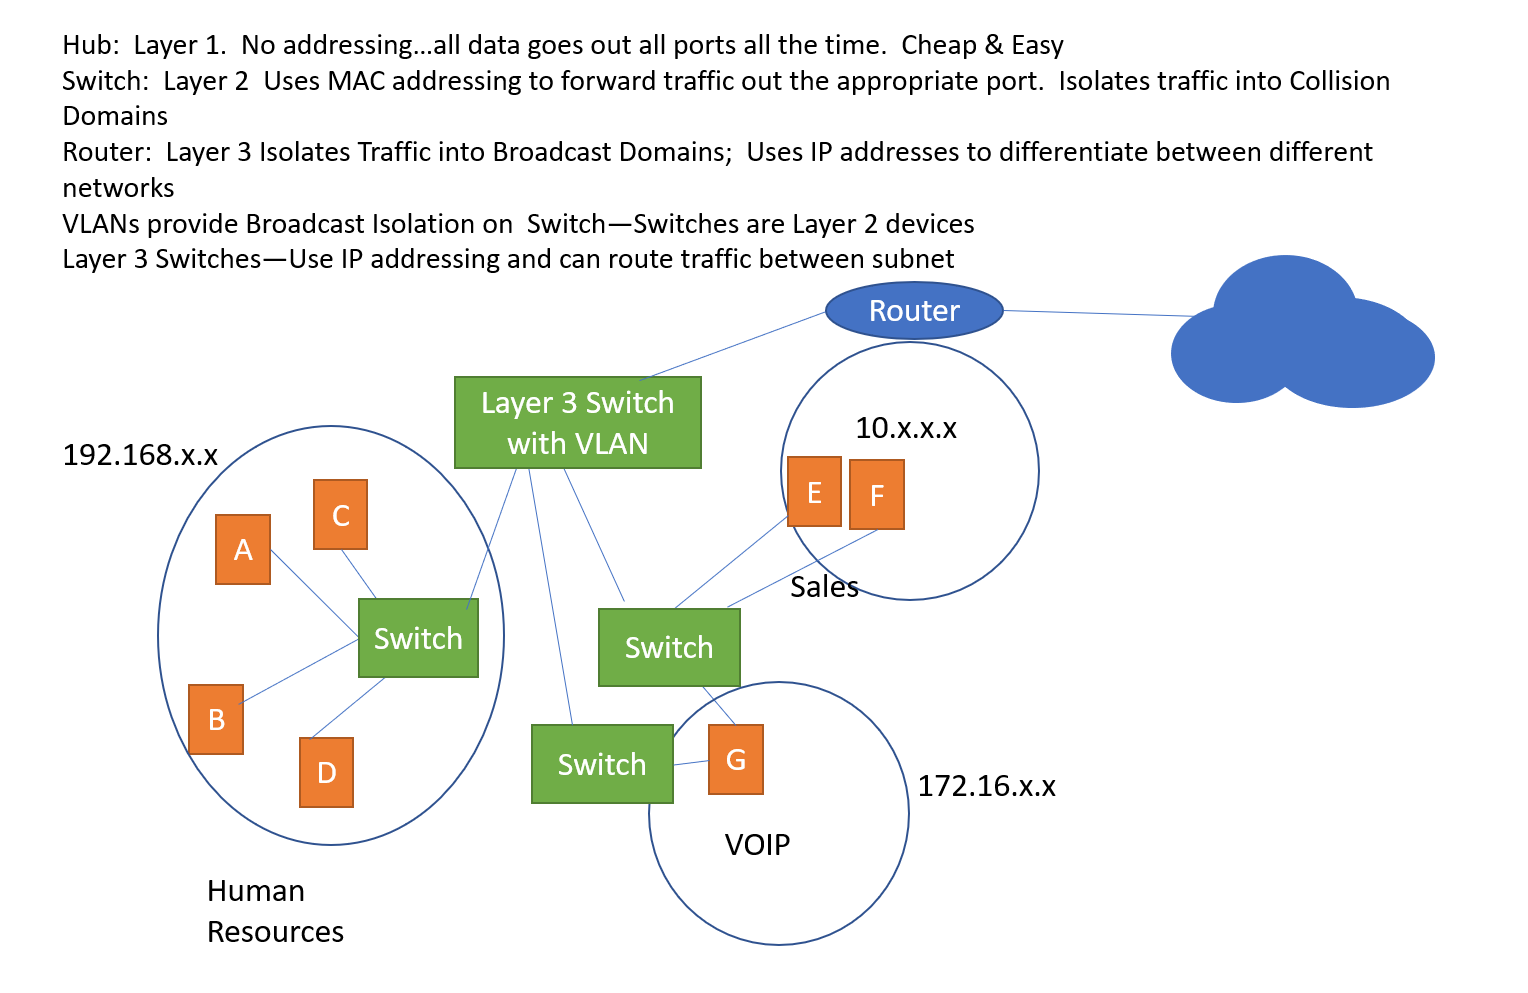 Hub:  Layer 1.  No addressing...all data goes out all ports all the time.  Cheap & Easy
Switch:  Layer 2  Uses MAC addressing to forward traffic out the appropriate port.  Isolates traffic into Collision
Domains
Router:  Layer 3 Isolates Traffic into Broadcast Domains;  Uses IP addresses to differentiate between different
networks
VLANs provide Broadcast Isolation on  Switch—Switches are Layer 2 devices
Layer 3 Switches—Use IP addressing and can route traffic between subnet
Router
Layer 3 Switch
with VLAN
10.x.x.x
192.168.x.x
E
F
C
A
Sales
Switch
Switch
B
D
Switch
G
172.16.x.x
VOIP
Human
Resources